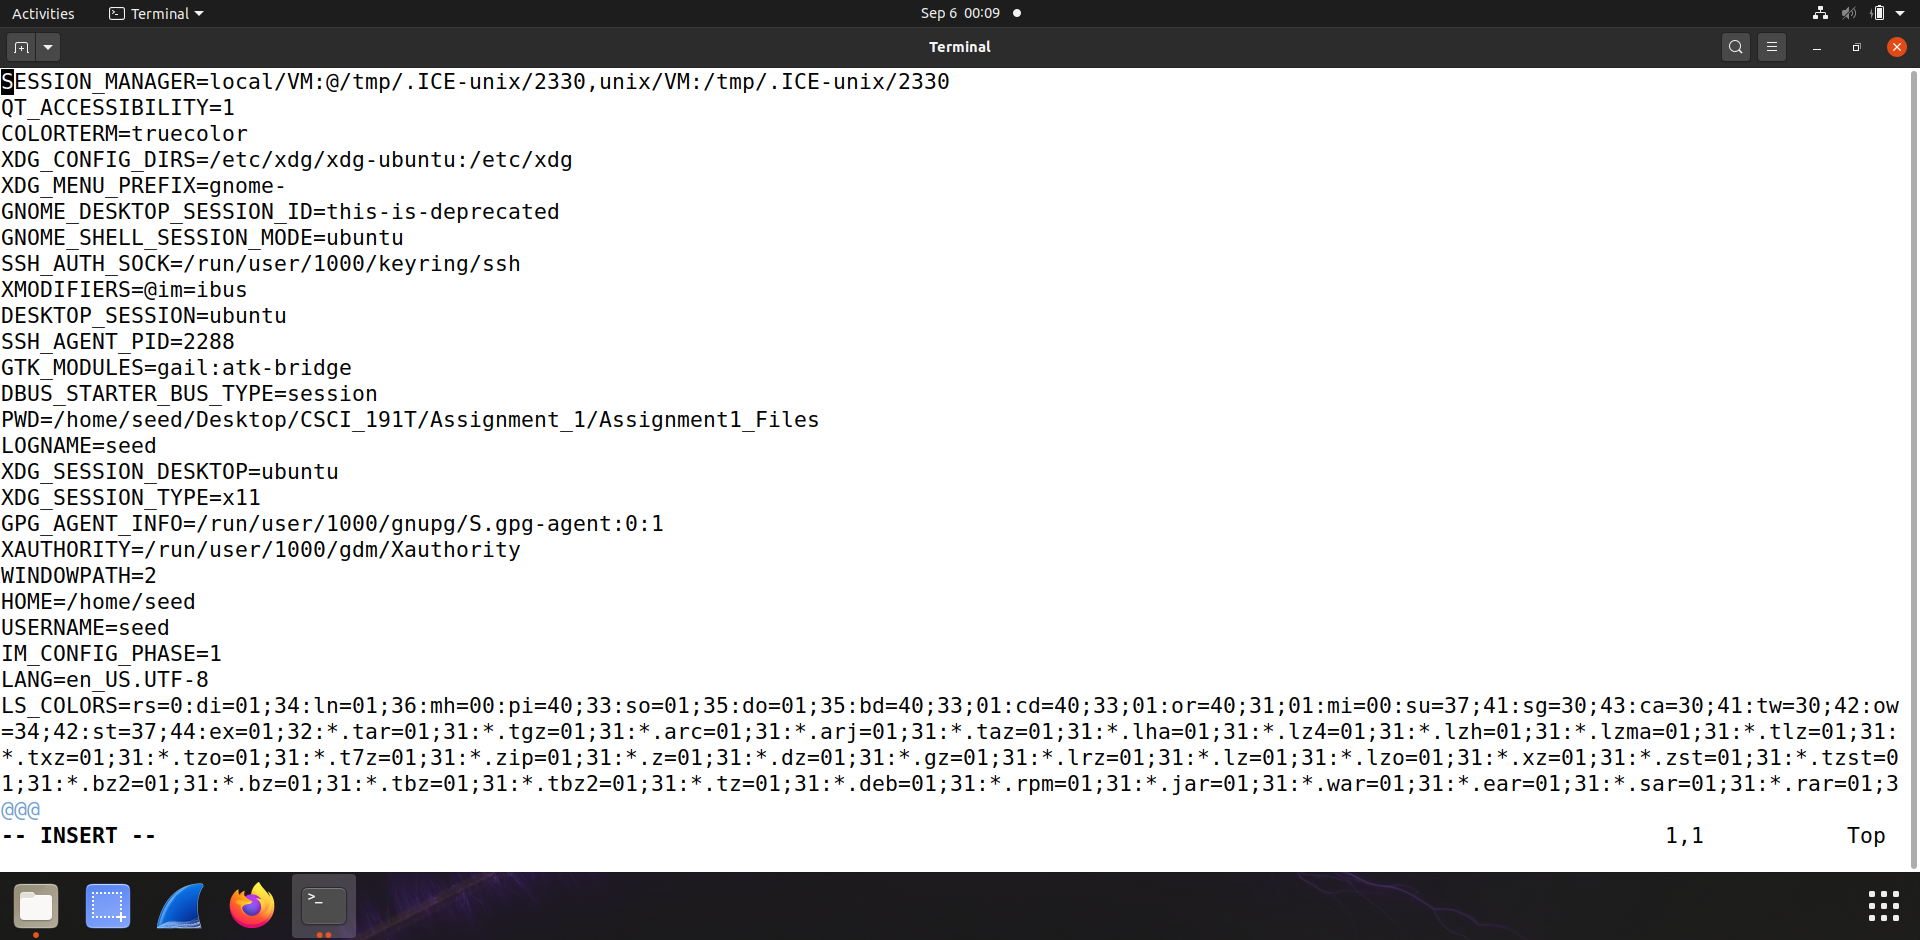 Activities
Terminal
Sep 6 00:09
Terminal
SESSION_MANAGER=local/VM:@/tmp/.ICE-unix/2330,unix/VM:/tmp/.ICE-unix/2330
QT_ACCESSIBILITY=1
COLORTERM=truecolor
XDG_CONFIG_DIRS=/etc/xdg/xdg-ubuntu:/etc/xdg
XDG_MENU_PREFIX=gnome-
GNOME_DESKTOP_SESSION_ID=this-is-deprecated
GNOME_SHELL_SESSION_MODE=ubuntu
SSH_AUTH_SOCK=/run/user/1000/keyring/ssh
XMODIFIERS=@im=ibus
DESKTOP_SESSION=ubuntu
SSH_AGENT_PID=2288
GTK_MODULES=gail:atk-bridge
DBUS_STARTER_BUS_TYPE=session
PWD=/home/seed/Desktop/CSCI_191T/Assignment_1/Assignment1_Files
LOGNAME=seed
XDG_SESSION_DESKTOP=ubuntu
XDG_SESSION_TYPE=x11
GPG_AGENT_INFO=/run/user/1000/gnupg/S.gpg-agent:0:1
XAUTHORITY=/run/user/1000/gdm/Xauthority
WINDOWPATH=2
HOME=/home/seed
USERNAME=seed
IM_CONFIG_PHASE=1
LANG=en_US.UTF-8
LS_COLORS=rs=0:di=01;34:ln=01;36:mh=00:pi=40;33:so=01;35:do=01;35:bd=40;33;01:cd=40;33;01:or=40;31;01:mi=00:su=37;41:sg=30;43:ca=30;41:tw=30;42:ow
=34;42:st=37;44:ex=01;32:*.tar=01;31:*.tgz=01;31:*.arc=01;31:*.arj=01;31:*.taz=01;31:*.lha=01;31:*.lz4=01;31:*.lzh=01;31:*.lzma=01;31:*.tlz=01;31:
*.txz=01;31:*.tzo=01;31:*.t7z=01;31:*.zip=01;31:*.z=01;31:*.dz=01;31:*.gz=01;31:*.lrz=01;31:*.lz=01;31:*.lzo=01;31:*.xz=01;31:*.zst=01;31:*.tzst=0
1;31:*.bz2=01;31:*.bz=01;31:*.tbz=01;31:*.tbz2=01;31:*.tz=01;31:*.deb=01;31:*.rpm=01;31:*.jar=01;31:*.war=01;31:*.ear=01;31:*.sar=01;31:*.rar=01;3
@@@
-- INSERT -- 1,1 Top